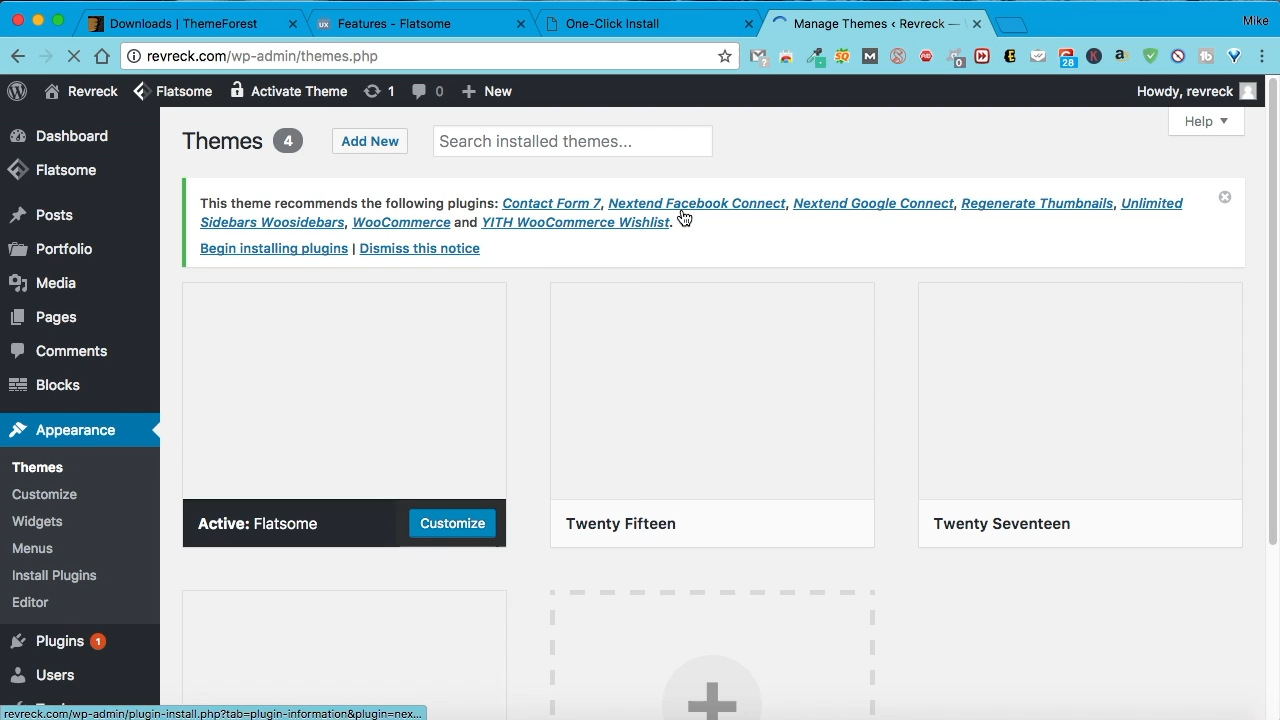 Downloads | ThemeForest
Features - Flatsome
One-Click Install
Manage Themes ‹ Revreck —
Mike
revreck.com/wp-admin/themes.php
Revreck
Flatsome
Activate Theme
1
0
New
Howdy, revreck
Dashboard
Flatsome
Posts
Portfolio
Media
Pages
Comments
Blocks
Appearance
Themes
Customize
Widgets
Menus
Install Plugins
Editor
Plugins 1
Users
Themes 4
Add New
Search installed themes...
Help
This theme recommends the following plugins: Contact Form 7, Nextend Facebook Connect, Nextend Google Connect, Regenerate Thumbnails, Unlimited
Sidebars Woosidebars, WooCommerce and YITH WooCommerce Wishlist.
Begin installing plugins | Dismiss this notice
Active: Flatsome
Customize
Twenty Fifteen
Twenty Seventeen
revreck.com/wp-admin/plugin-install.php?tab=plugin-information&plugin=nex...